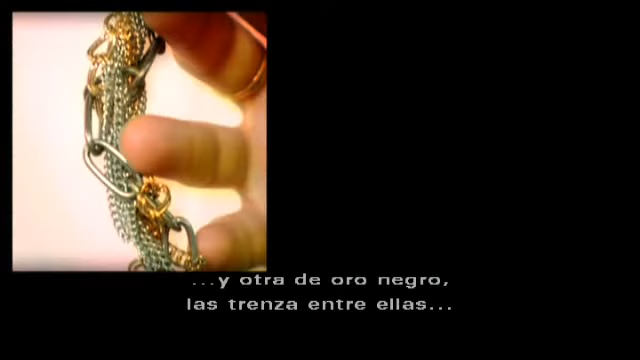 ...y otra de oro negro,
las trenza entre ellas...